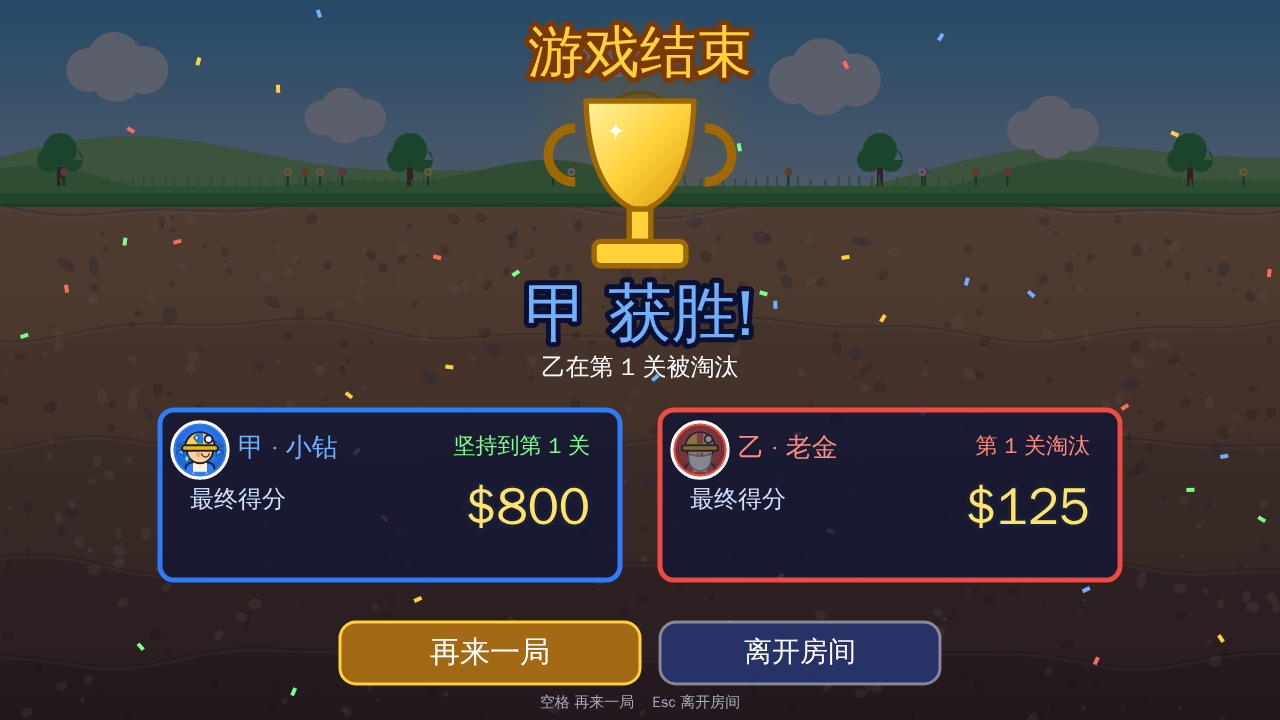 游戏结束
甲 获胜!
乙在第 1 关被淘汰
甲 · 小钻
坚持到第 1 关
最终得分
$800
乙 · 老金
第 1 关淘汰
最终得分
$125
再来一局
离开房间
空格 再来一局 Esc 离开房间